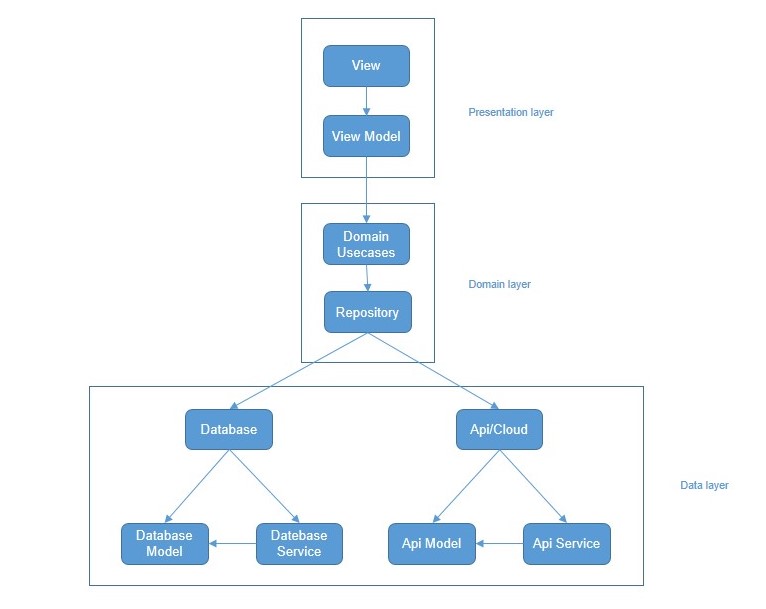 View
Presentation layer
View Model
Domain
Usecases
Domain layer
Repository
Database
Api/Cloud
Data layer
Database
Model
Datebase
Service
Api Model
Api Service